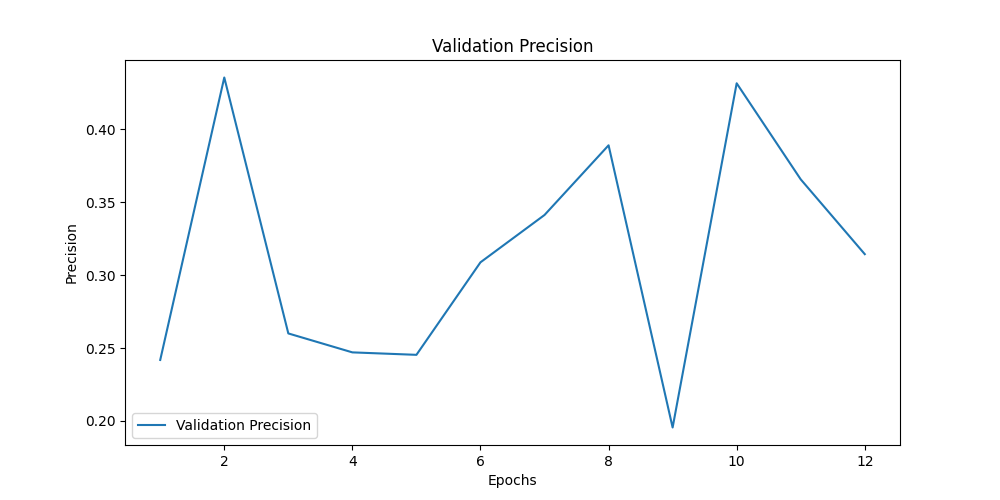 Validation Precision
Precision
0.40
0.35
0.30
0.25
0.20
Validation Precision
2 4 6 8 10 12
Epochs